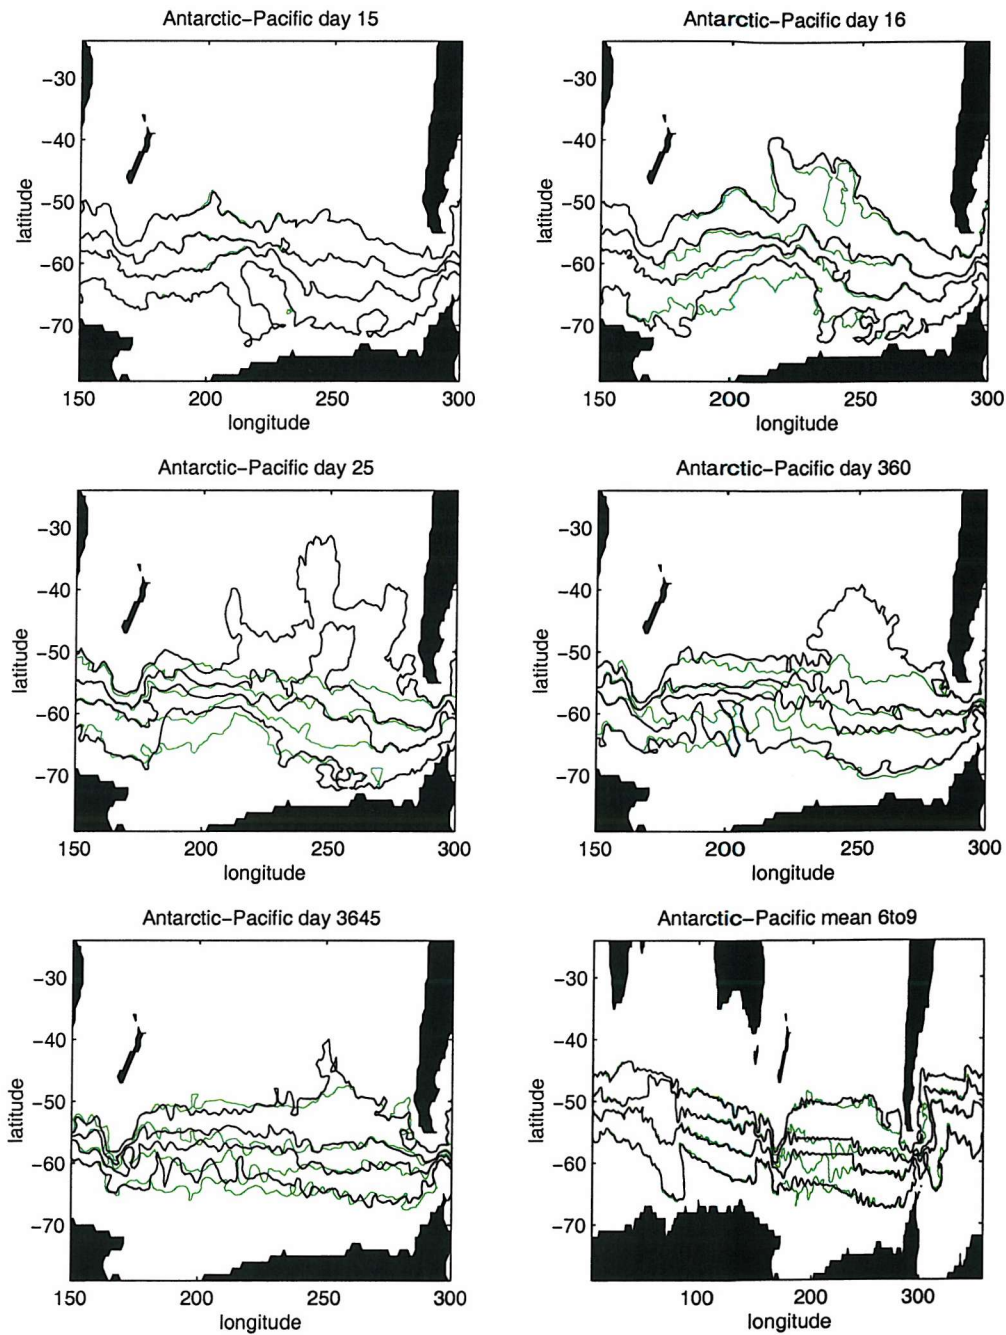 Antarctic−Pacific day 15
−30
−40
−50
−60
−70
latitude
150 200 250 300
longitude
Antarctic−Pacific day 16
−30
−40
−50
−60
−70
latitude
150 200 250 300
longitude
Antarctic−Pacific day 25
−30
−40
−50
−60
−70
latitude
150 200 250 300
longitude
Antarctic−Pacific day 360
−30
−40
−50
−60
−70
latitude
150 200 250 300
longitude
Antarctic−Pacific day 3645
−30
−40
−50
−60
−70
latitude
150 200 250 300
longitude
Antarctic−Pacific mean 6to9
−30
−40
−50
−60
−70
latitude
100 200 300
longitude